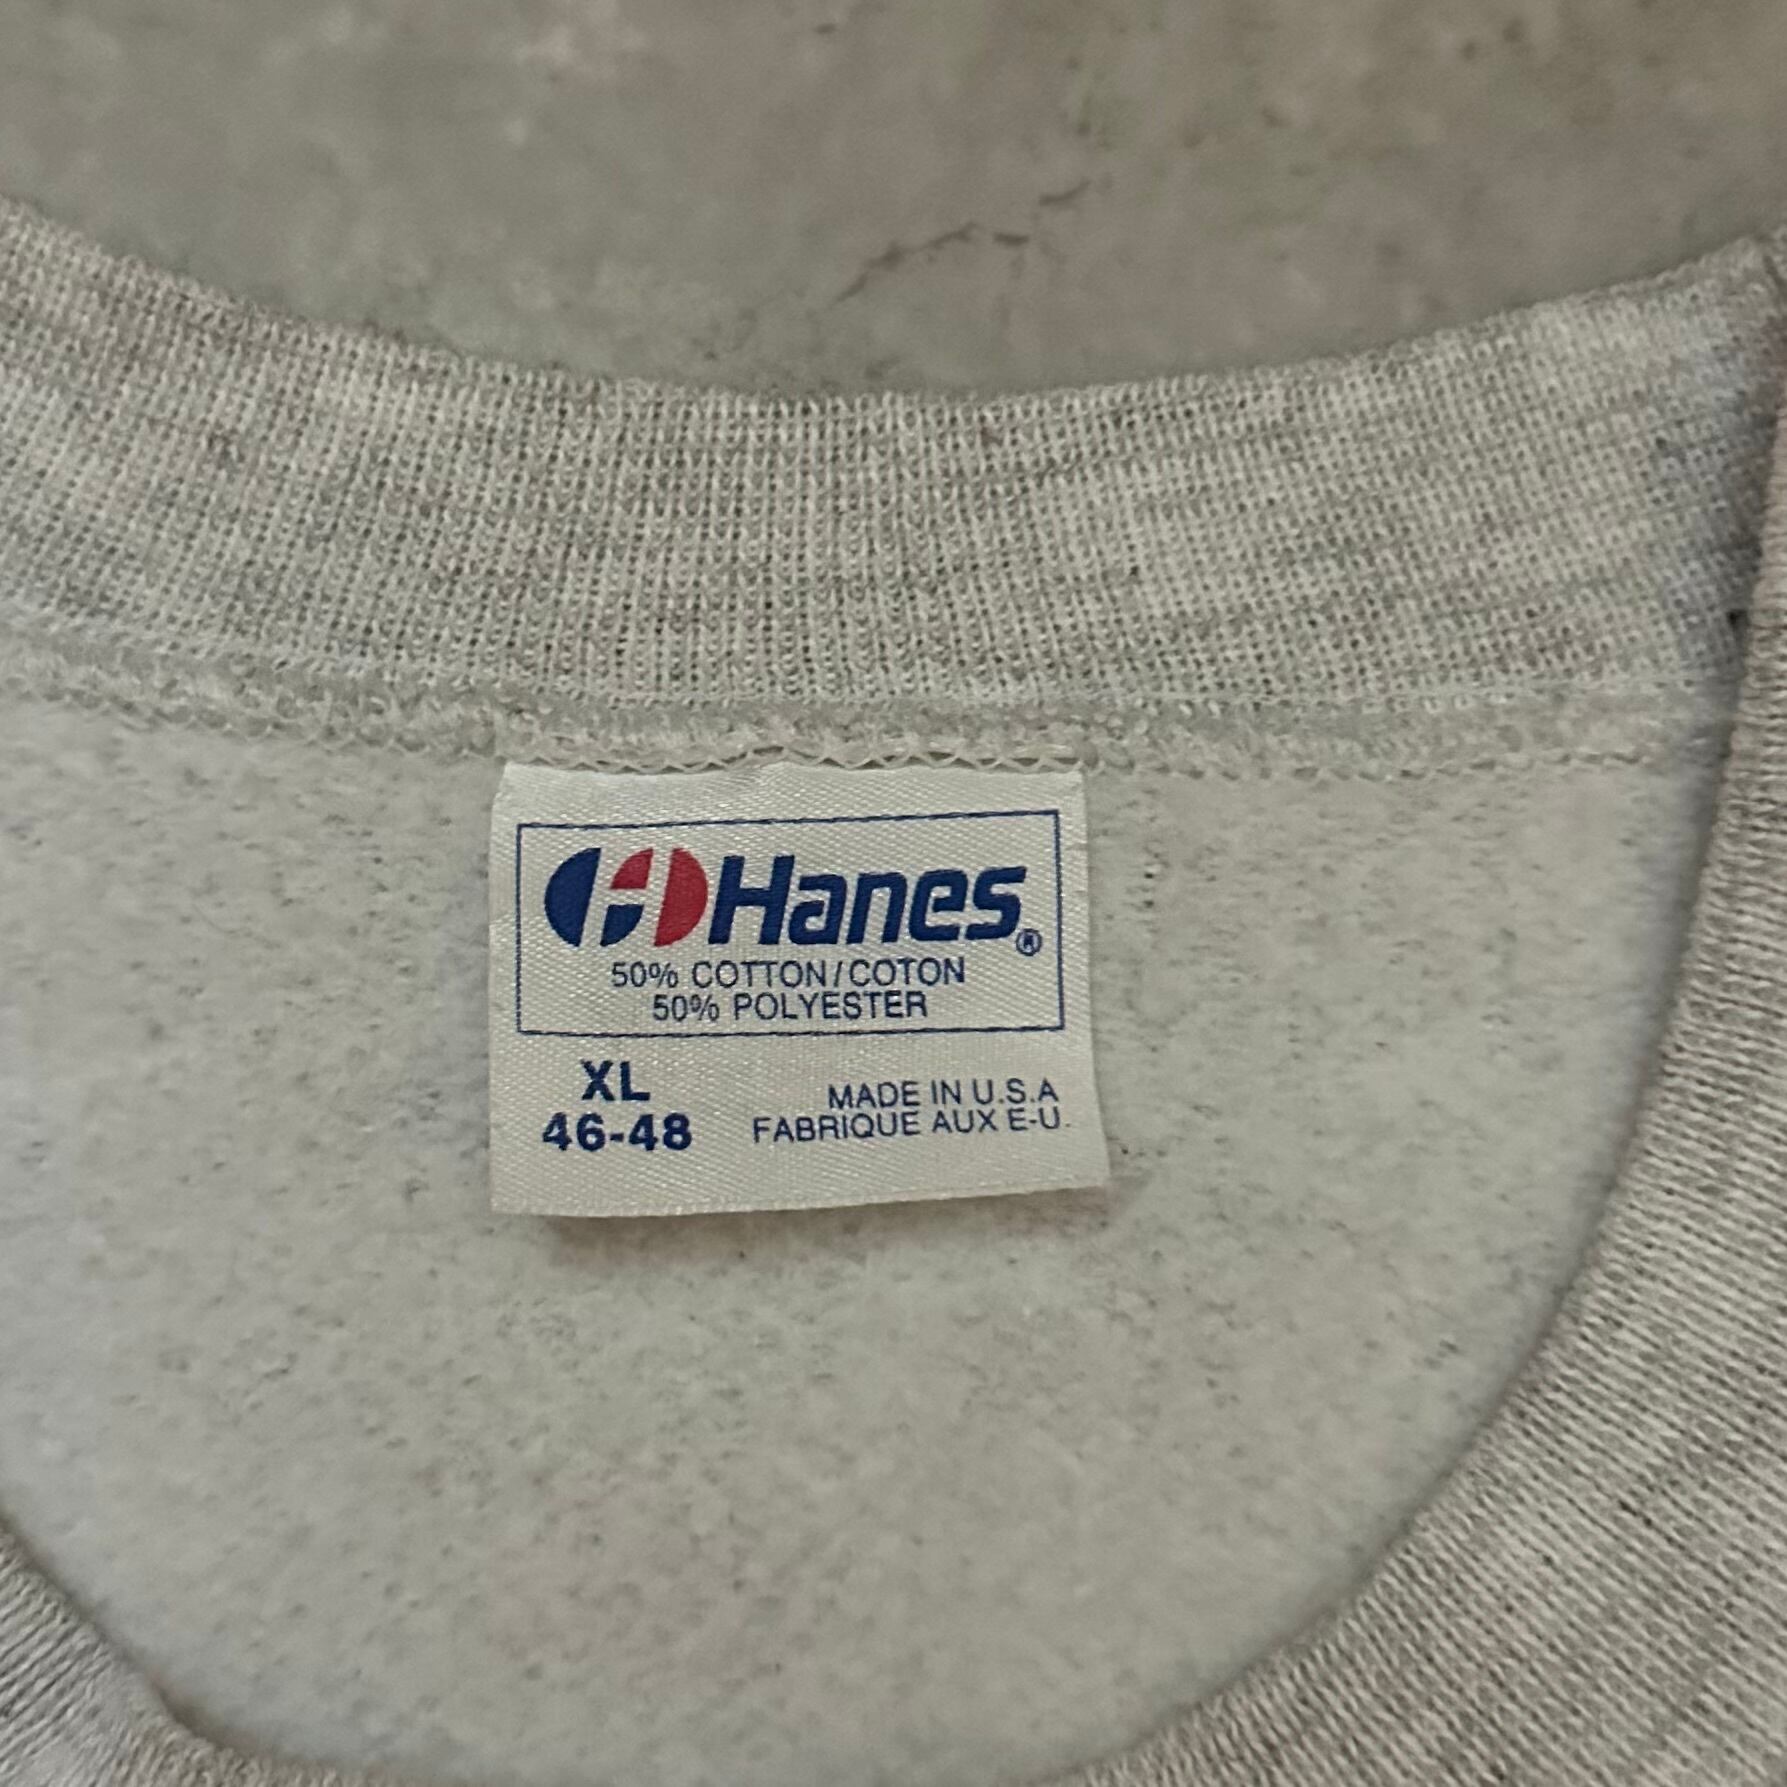 Hanes®
50% COTTON/COTON
50% POLYESTER
XL
46-48
MADE IN U.S.A
FABRIQUE AUX E-U.